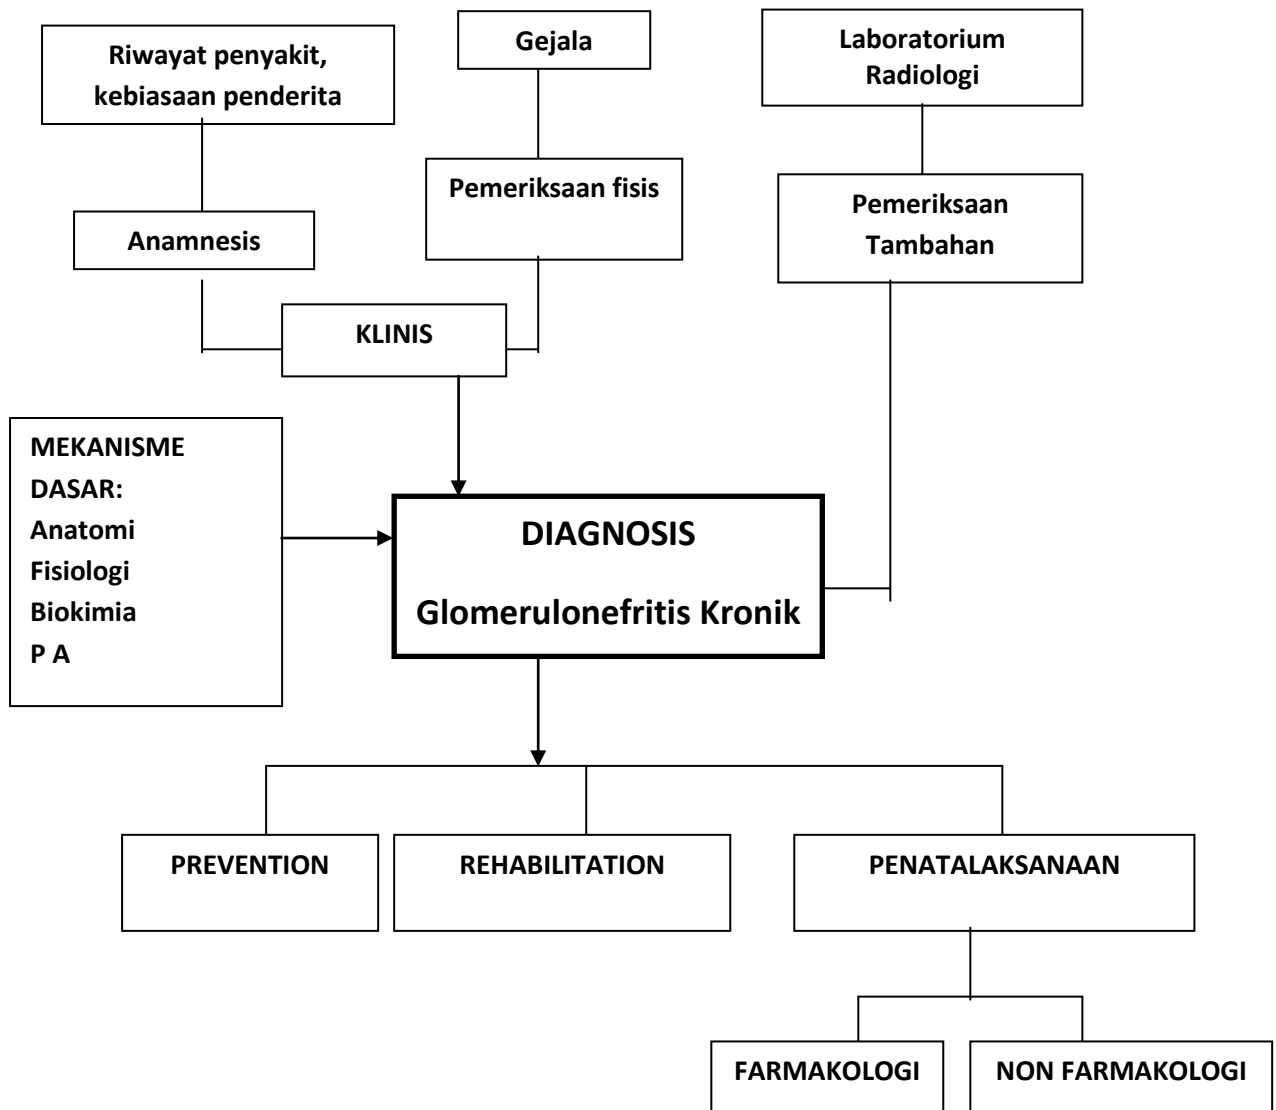 Riwayat penyakit,
kebiasaan penderita
Gejala
Laboratorium
Radiologi
Anamnesis
Pemeriksaan fisis
Pemeriksaan
Tambahan
KLINIS
MEKANISME
DASAR:
Anatomi
Fisiologi
Biokimia
P A
DIAGNOSIS
Glomerulonefritis Kronik
PREVENTION
REHABILITATION
PENATALAKSANAAN
FARMAKOLOGI
NON FARMAKOLOGI